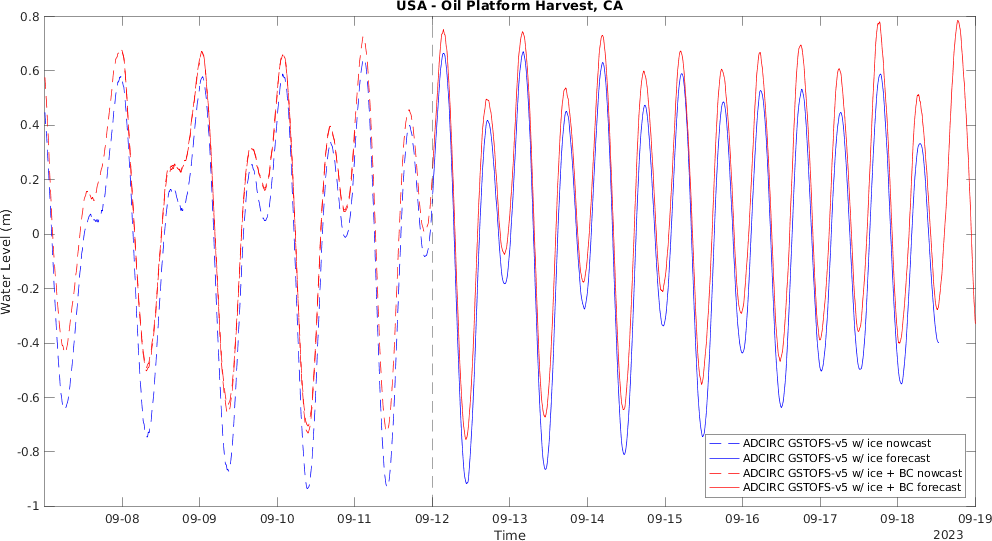 USA - Oil Platform Harvest, CA
0.8
0.6
0.4
0.2
0
-0.2
-0.4
-0.6
-0.8
-1
Water Level (m)
ADCIRC GSTOFS-v5 w/ ice nowcast
ADCIRC GSTOFS-v5 w/ ice forecast
ADCIRC GSTOFS-v5 w/ ice + BC nowcast
ADCIRC GSTOFS-v5 w/ ice + BC forecast
09-08 09-09 09-10 09-11 09-12 09-13 09-14 09-15 09-16 09-17 09-18 09-19
Time
2023